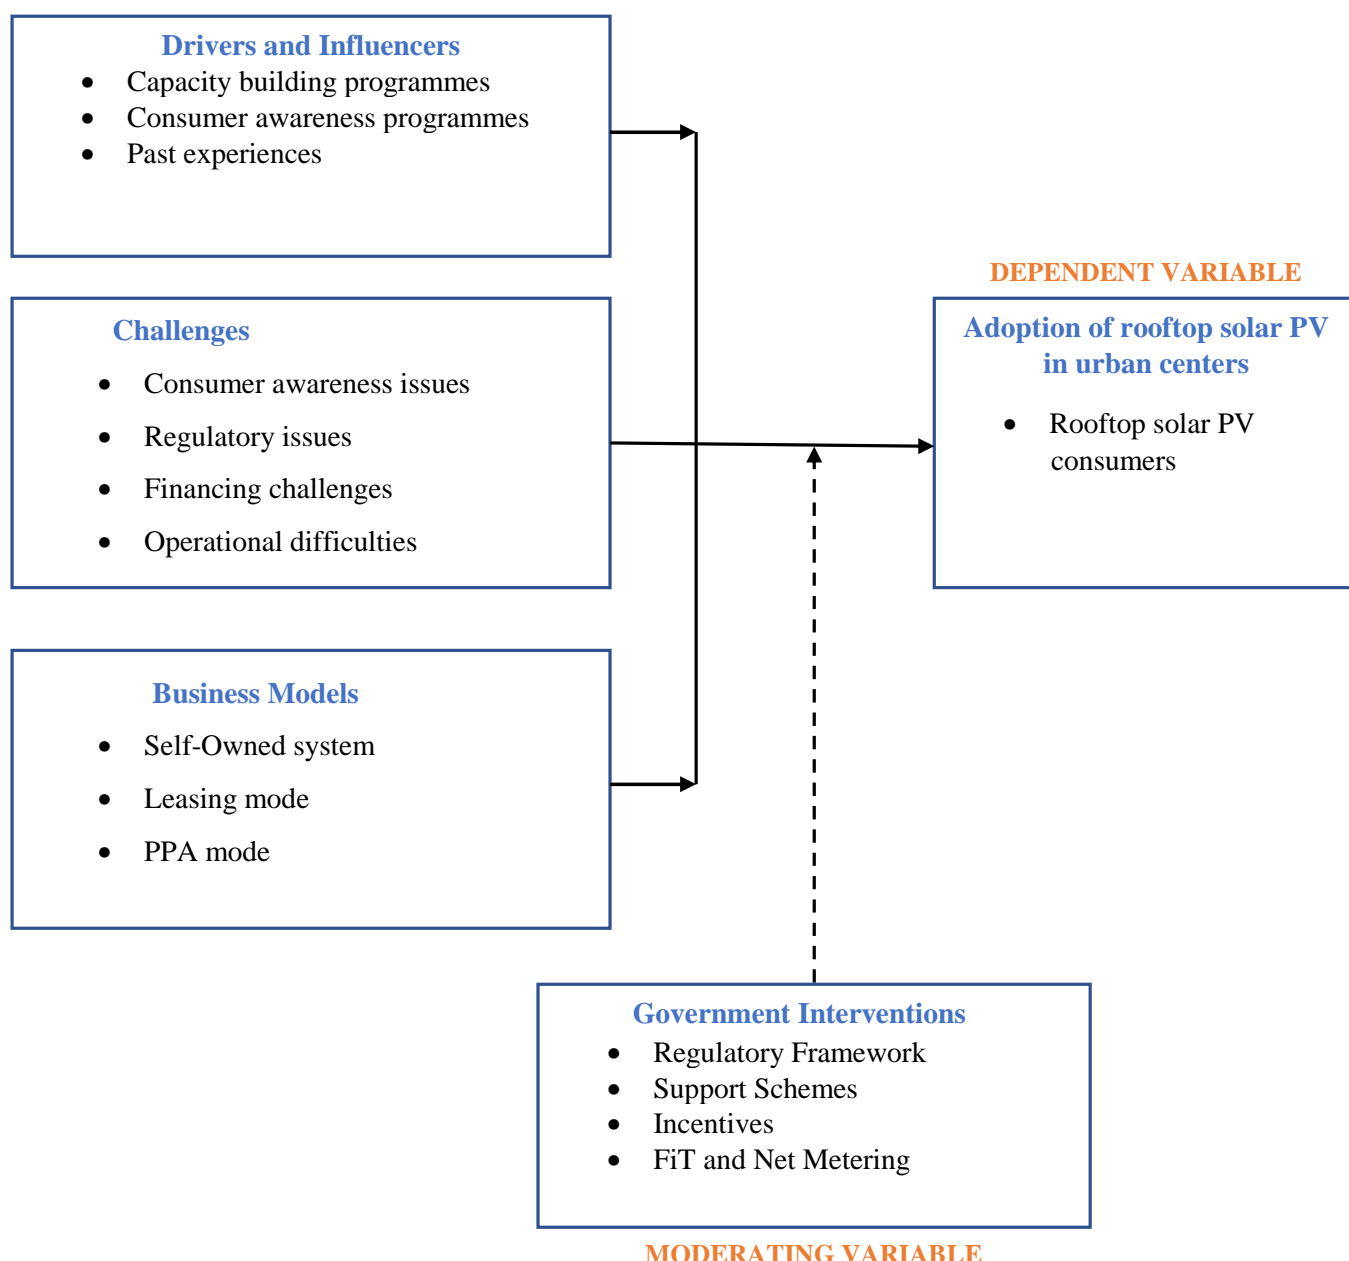 Drivers and Influencers
• Capacity building programmes
• Consumer awareness programmes
• Past experiences
Challenges
• Consumer awareness issues
• Regulatory issues
• Financing challenges
• Operational difficulties
Business Models
• Self-Owned system
• Leasing mode
• PPA mode
DEPENDENT VARIABLE
Adoption of rooftop solar PV
in urban centers
• Rooftop solar PV
consumers
Government Interventions
• Regulatory Framework
• Support Schemes
• Incentives
• FiT and Net Metering
MODERATING VARIABLE